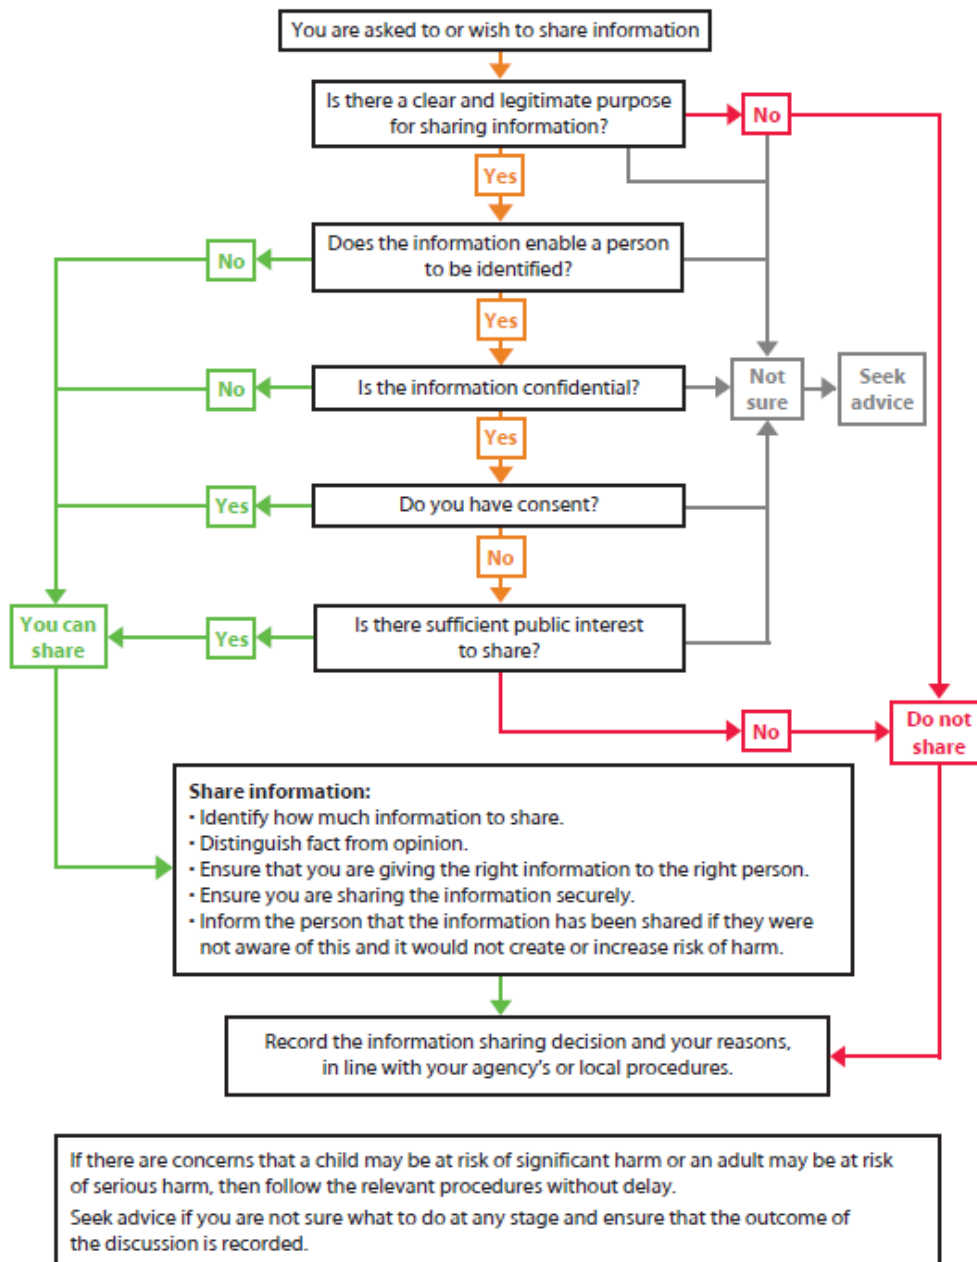 You are asked to or wish to share information
Is there a clear and legitimate purpose
for sharing information?
No
Yes
Does the information enable a person
to be identified?
No
Yes
Is the information confidential?
No
Not
sure
Seek
advice
Yes
Do you have consent?
Yes
No
Is there sufficient public interest
to share?
Yes
You can
share
No
Do not
share
Share information:
• Identify how much information to share.
• Distinguish fact from opinion.
• Ensure that you are giving the right information to the right person.
• Ensure you are sharing the information securely.
• Inform the person that the information has been shared if they were
not aware of this and it would not create or increase risk of harm.
Record the information sharing decision and your reasons,
in line with your agency's or local procedures.
If there are concerns that a child may be at risk of significant harm or an adult may be at risk
of serious harm, then follow the relevant procedures without delay.
Seek advice if you are not sure what to do at any stage and ensure that the outcome of
the discussion is recorded.